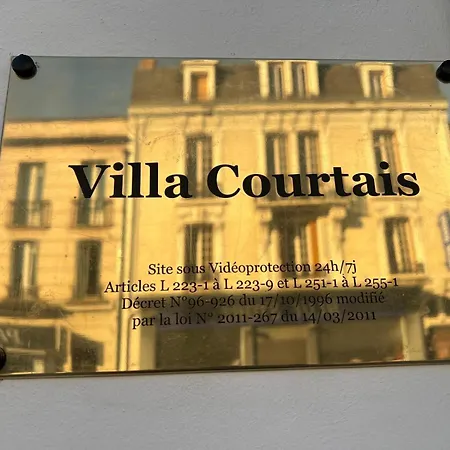 Villa Courtais
Site sous Vidéoprotection 24h/7j
Articles L 223-1 à L 223-9 et L 251-1 à L 255-1
Décret N°96-926 du 17/10/1996 modifié
par la loi N° 2011-267 du 14/03/2011